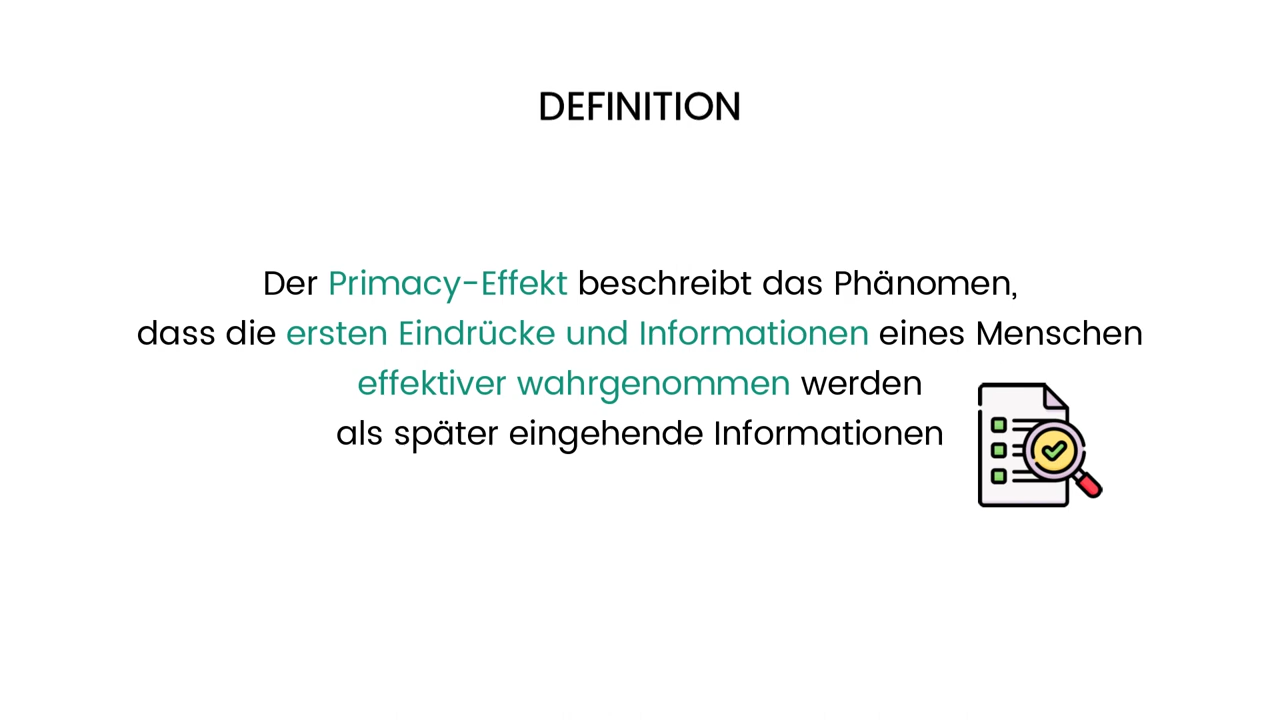 DEFINITION
Der Primacy-Effekt beschreibt das Phänomen,
dass die ersten Eindrücke und Informationen eines Menschen
effektiver wahrgenommen werden
als später eingehende Informationen